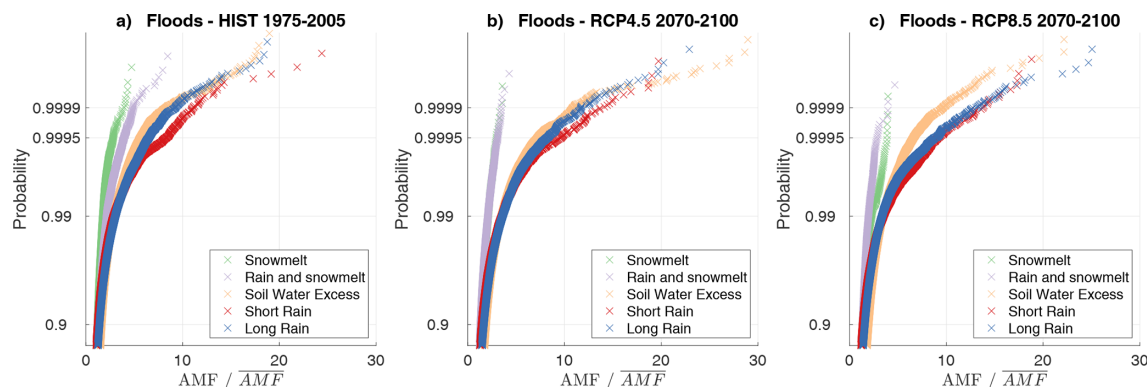 a) Floods - HIST 1975-2005
Probability
0.9999
0.9995
0.99
0.9
Snowmelt
Rain and snowmelt
Soil Water Excess
Short Rain
Long Rain
0 10 20 30
AMF / AMF
b) Floods - RCP4.5 2070-2100
Probability
0.9999
0.9995
0.99
0.9
Snowmelt
Rain and snowmelt
Soil Water Excess
Short Rain
Long Rain
0 10 20 30
AMF / AMF
c) Floods - RCP8.5 2070-2100
Probability
0.9999
0.9995
0.99
0.9
Snowmelt
Rain and snowmelt
Soil Water Excess
Short Rain
Long Rain
0 10 20 30
AMF / AMF